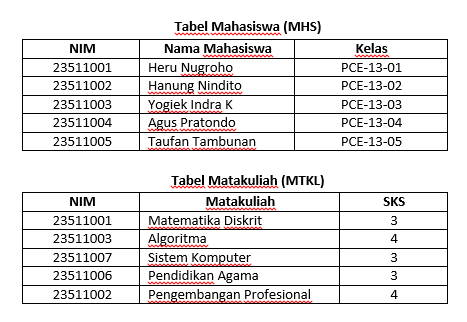 Tabel Mahasiswa (MHS)
NIM Nama Mahasiswa Kelas
23511001 Heru Nugroho PCE-13-01
23511002 Hanung Nindito PCE-13-02
23511003 Yogiek Indra K PCE-13-03
23511004 Agus Pratondo PCE-13-04
23511005 Taufan Tambunan PCE-13-05
Tabel Matakuliah (MTKL)
NIM Matakuliah SKS
23511001 Matematika Diskrit 3
23511003 Algoritma 4
23511007 Sistem Komputer 3
23511006 Pendidikan Agama 3
23511002 Pengembangan Profesional 4